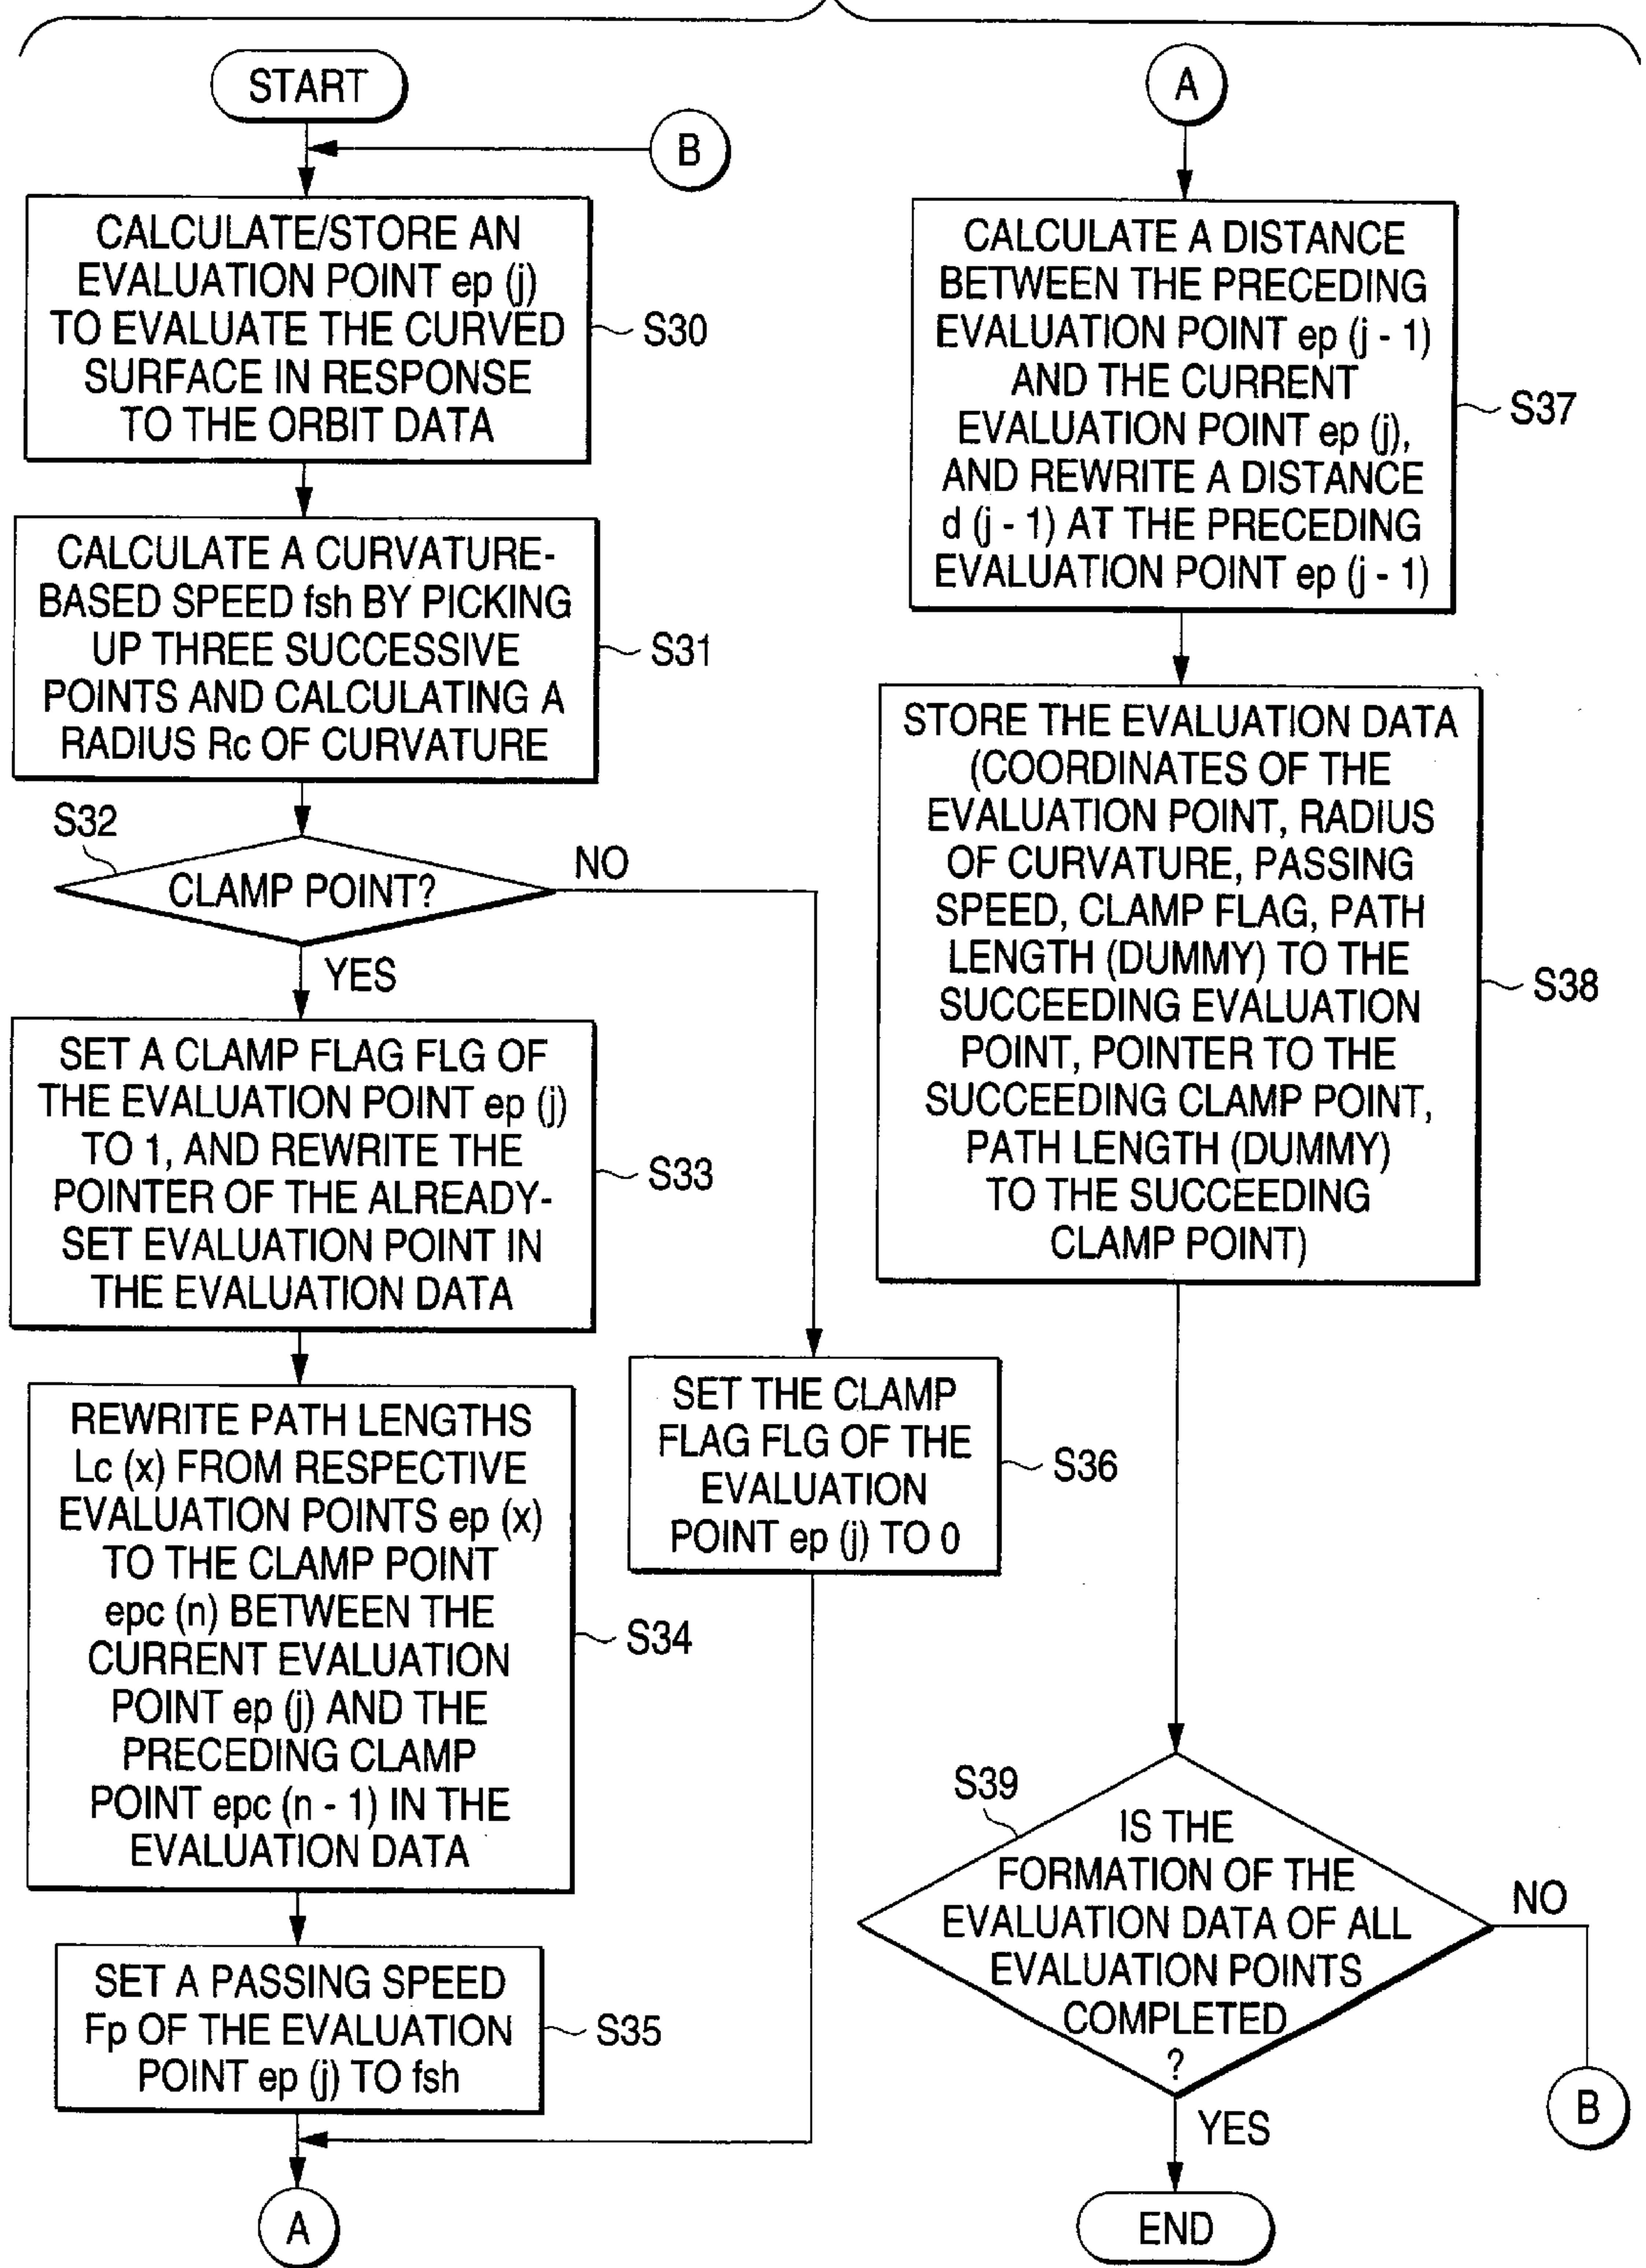 START
B
CALCULATE/STORE AN
EVALUATION POINT ep (j)
TO EVALUATE THE CURVED
SURFACE IN RESPONSE
TO THE ORBIT DATA
S30
CALCULATE A CURVATURE-
BASED SPEED fsh BY PICKING
UP THREE SUCCESSIVE
POINTS AND CALCULATING A
RADIUS Rc OF CURVATURE
S31
S32
CLAMP POINT?
NO
YES
SET A CLAMP FLAG FLG OF
THE EVALUATION POINT ep (j)
TO 1, AND REWRITE THE
POINTER OF THE ALREADY-
SET EVALUATION POINT IN
THE EVALUATION DATA
S33
REWRITE PATH LENGTHS
Lc (x) FROM RESPECTIVE
EVALUATION POINTS ep (x)
TO THE CLAMP POINT
epc (n) BETWEEN THE
CURRENT EVALUATION
POINT ep (j) AND THE
PRECEDING CLAMP
POINT epc (n - 1) IN THE
EVALUATION DATA
S34
SET A PASSING SPEED
Fp OF THE EVALUATION
POINT ep (j) TO fsh
S35
SET THE CLAMP
FLAG FLG OF THE
EVALUATION
POINT ep (j) TO 0
S36
A
A
CALCULATE A DISTANCE
BETWEEN THE PRECEDING
EVALUATION POINT ep (j - 1)
AND THE CURRENT
EVALUATION POINT ep (j),
AND REWRITE A DISTANCE
d (j - 1) AT THE PRECEDING
EVALUATION POINT ep (j - 1)
S37
STORE THE EVALUATION DATA
(COORDINATES OF THE
EVALUATION POINT, RADIUS
OF CURVATURE, PASSING
SPEED, CLAMP FLAG, PATH
LENGTH (DUMMY) TO THE
SUCCEEDING EVALUATION
POINT, POINTER TO THE
SUCCEEDING CLAMP POINT,
PATH LENGTH (DUMMY)
TO THE SUCCEEDING
CLAMP POINT)
S38
S39
IS THE
FORMATION OF THE
EVALUATION DATA OF ALL
EVALUATION POINTS
COMPLETED
?
NO
B
YES
END